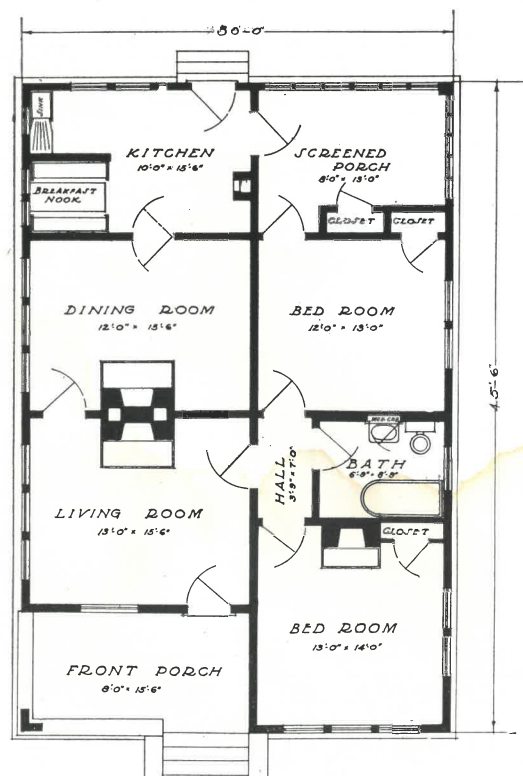 30'-0"
SINK
KITCHEN
10'-0" × 15'-6"
SCREENED
PORCH
8'-0" × 13'-0"
BREAKFAST
NOOK
CLOSET
CLOSET
DINING ROOM
12'-0" × 15'-6"
BED ROOM
12'-0" × 13'-0"
45'-6"
MED. CAB.
HALL
3'-9" × 7'-0"
BATH
6'-9" × 8'-9"
LIVING ROOM
13'-0" × 15'-6"
CLOSET
BED ROOM
13'-0" × 14'-0"
FRONT PORCH
8'-0" × 15'-6"